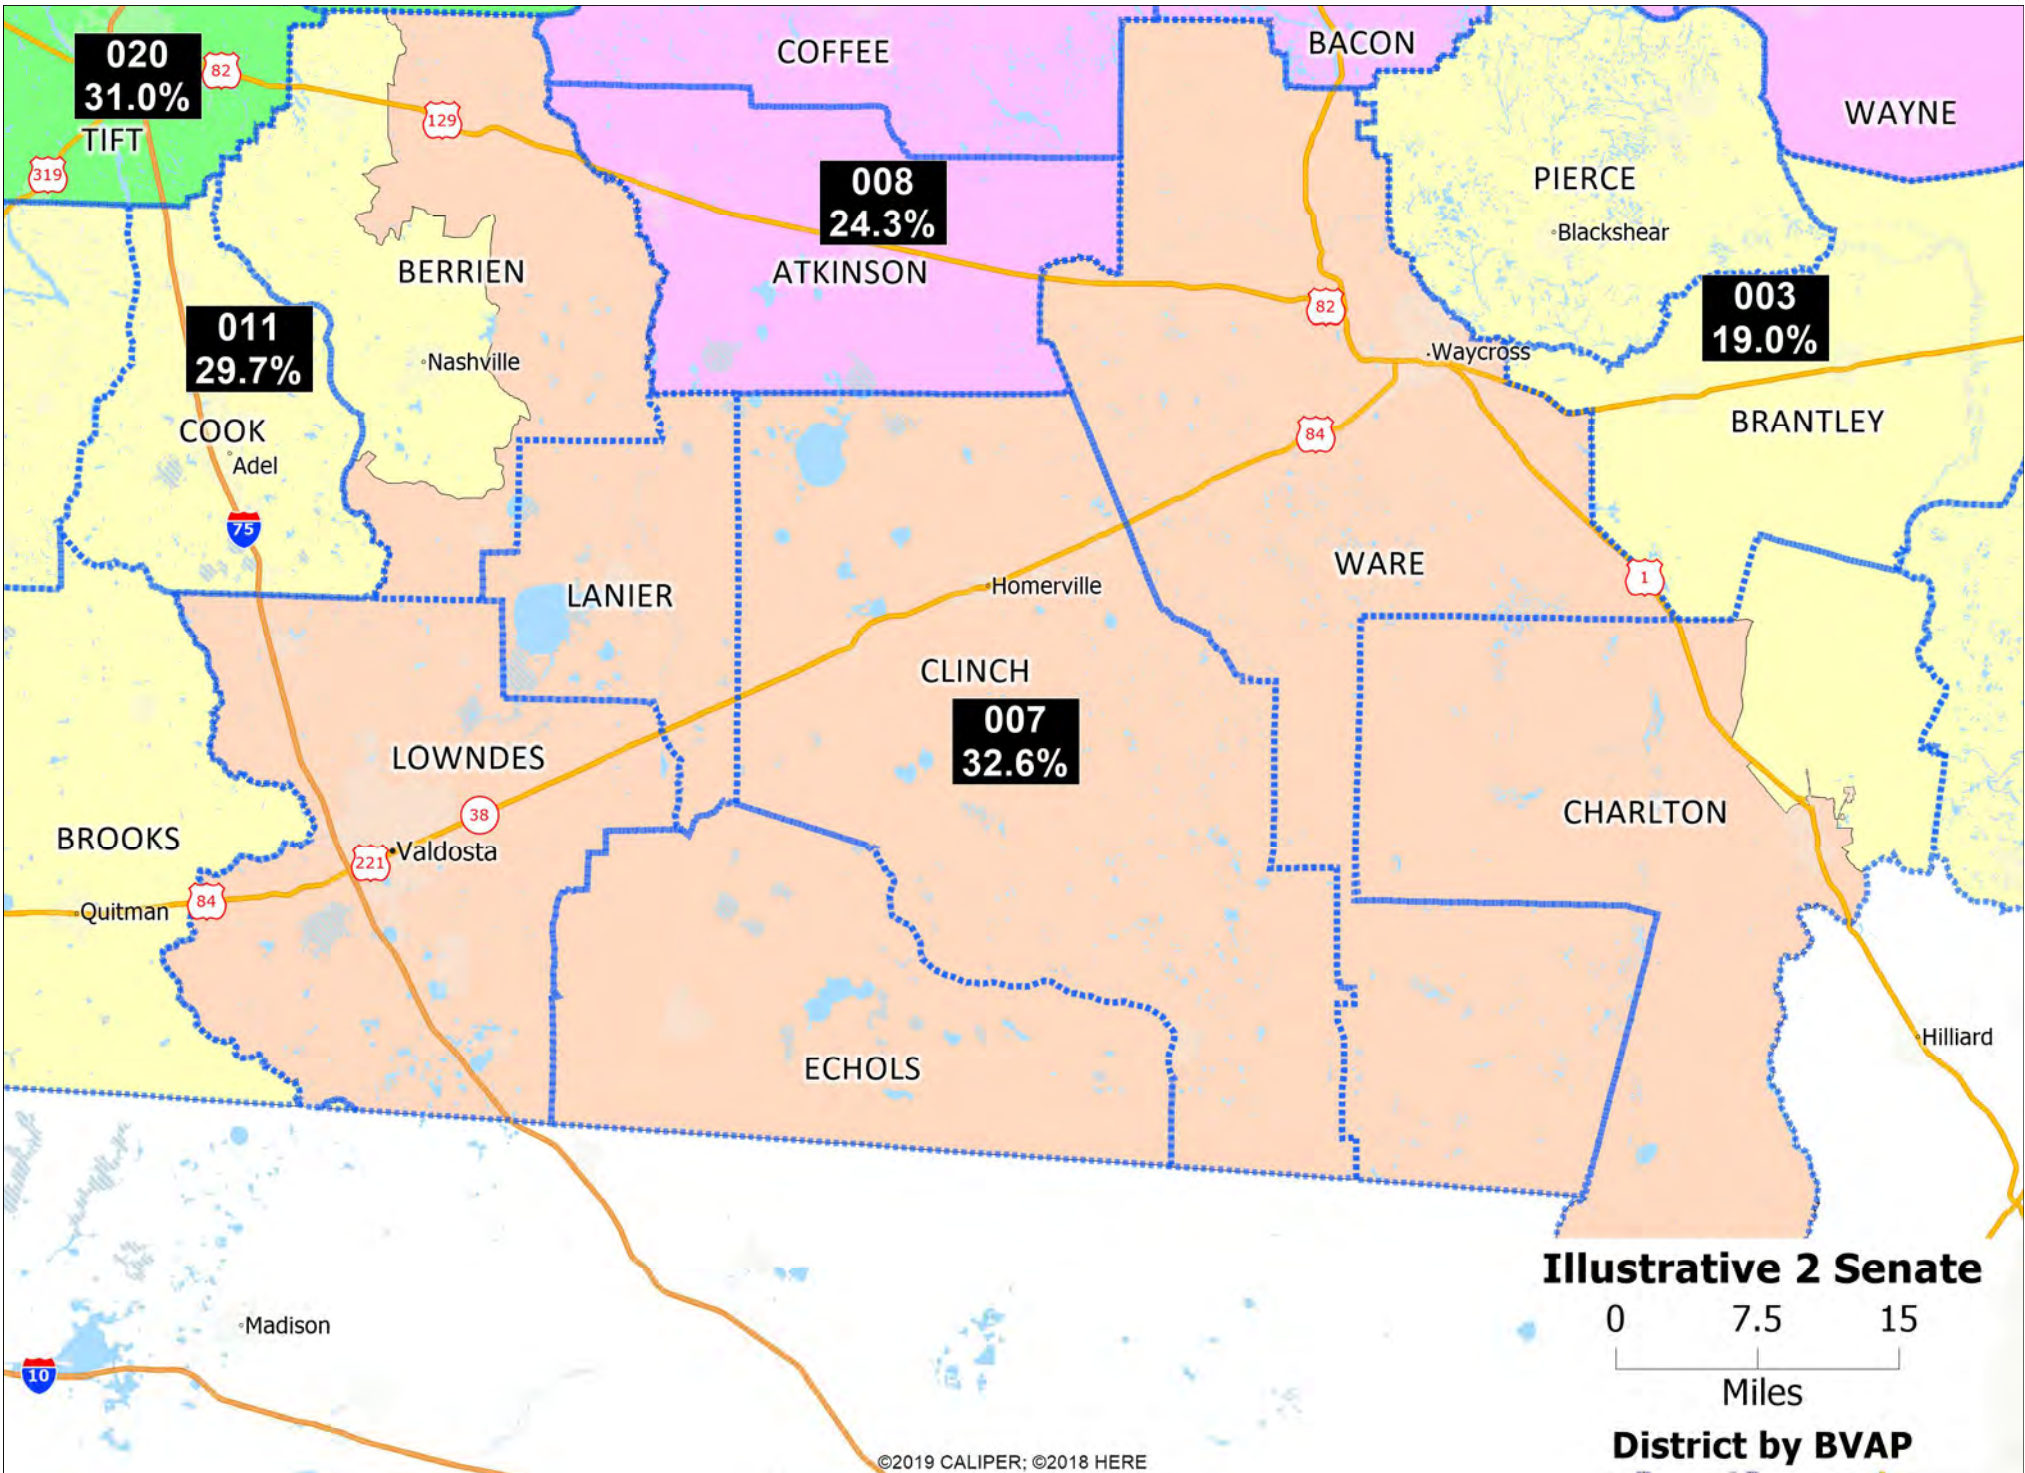 COFFEE
BACON
020
31.0%
82
TIFT
129
WAYNE
319
008
24.3%
PIERCE
Blackshear
BERRIEN
ATKINSON
003
19.0%
011
29.7%
82
Nashville
Waycross
COOK
Adel
84
BRANTLEY
75
WARE
1
LANIER
Homerville
CLINCH
007
32.6%
LOWNDES
38
CHARLTON
BROOKS
221
Valdosta
84
Quitman
Hilliard
ECHOLS
Illustrative 2 Senate
0 7.5 15
Miles
Madison
10
District by BVAP
©2019 CALIPER; ©2018 HERE